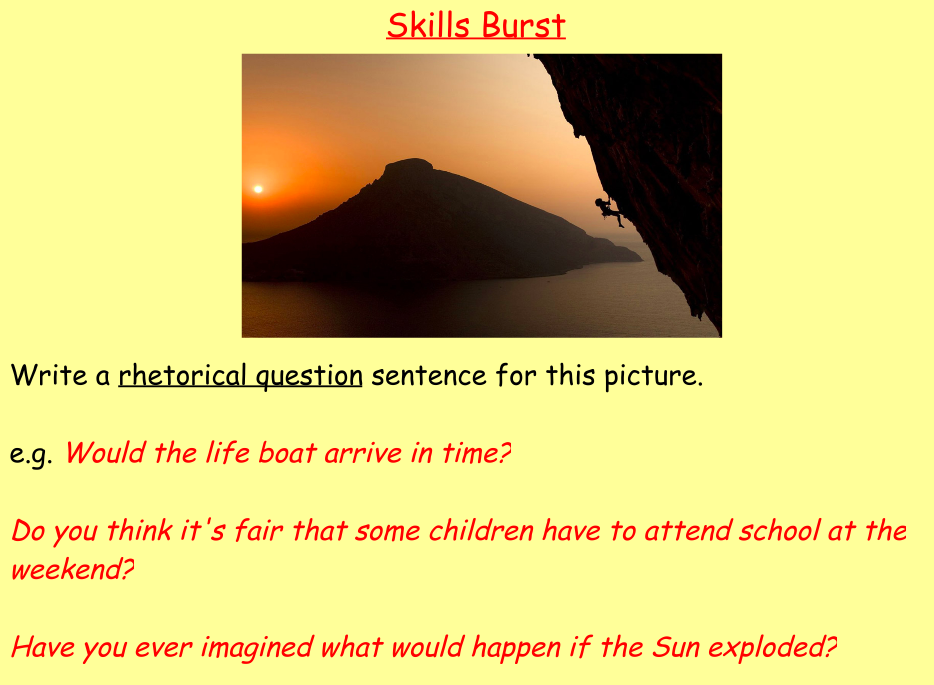 Skills Burst
Write a rhetorical question sentence for this picture.
e.g. Would the life boat arrive in time?
Do you think it's fair that some children have to attend school at the
weekend?
Have you ever imagined what would happen if the Sun exploded?